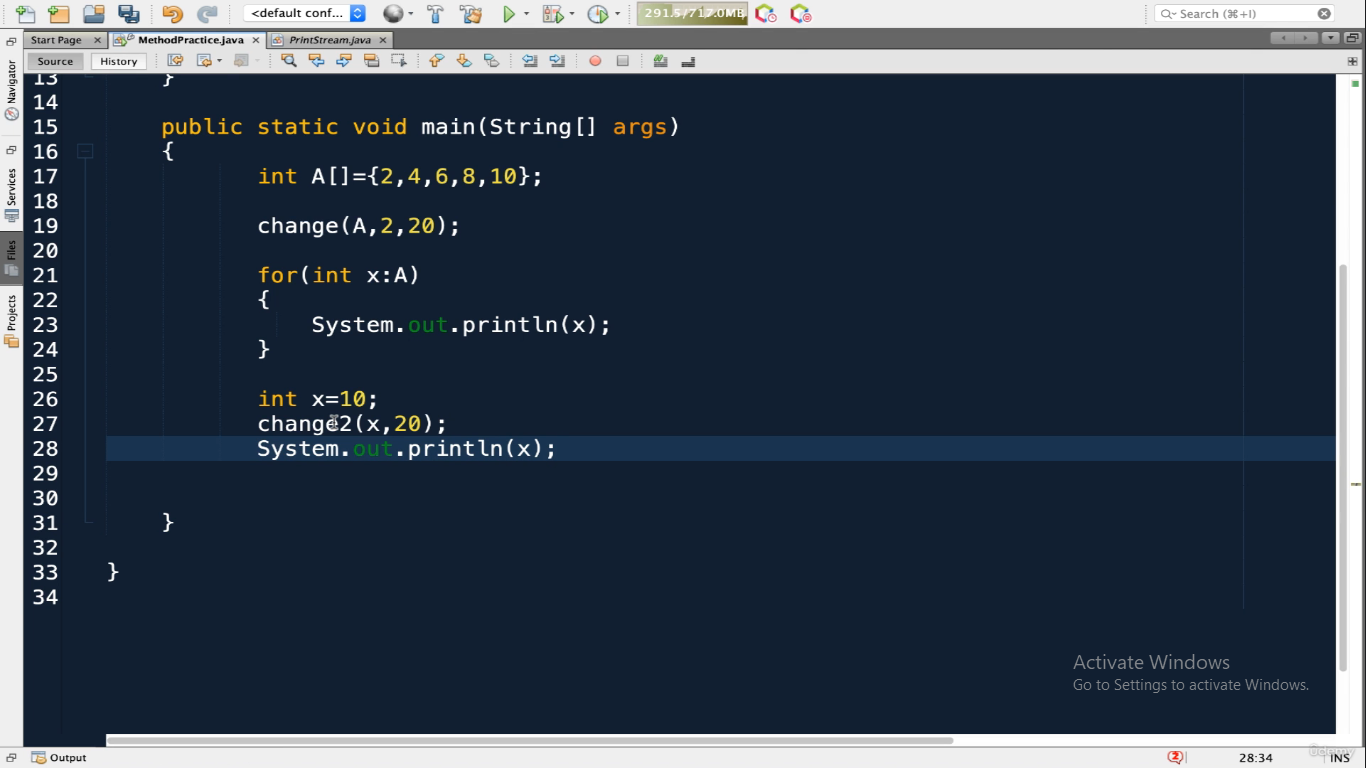 <default conf...
291.5/717.0MB
Search (⌘+I)
Start Page
MethodPractice.java
PrintStream.java
Source
History
Navigator
Services
Files
Projects
13 }
14
15 public static void main(String[] args)
16 {
17 int A[]={2,4,6,8,10};
18
19 change(A,2,20);
20
21 for(int x:A)
22 {
23 System.out.println(x);
24 }
25
26 int x=10;
27 change2(x,20);
28 System.out.println(x);
29
30
31 }
32
33 }
34
Activate Windows
Go to Settings to activate Windows.
Output
2
28:34
INS
ûdemy